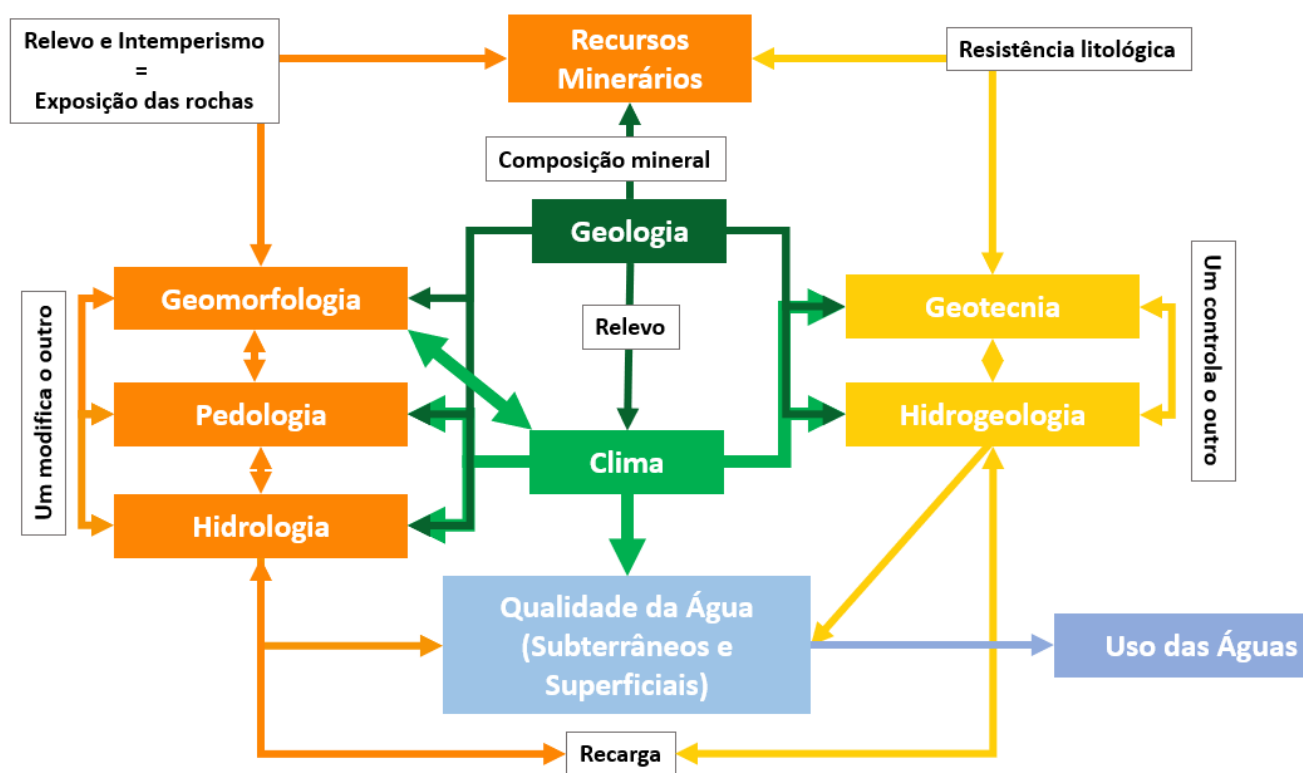 Relevo e Intemperismo
=
Exposição das rochas
Recursos
Minerários
Resistência litológica
Composição mineral
Geologia
Relevo
Geomorfologia
Pedologia
Hidrologia
Um modifica o outro
Clima
Geotecnia
Hidrogeologia
Um controla o outro
Qualidade da Água
(Subterrâneos e
Superficiais)
Uso das Águas
Recarga